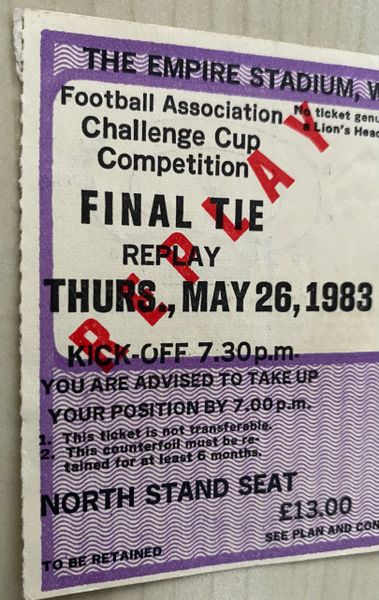 THE EMPIRE STADIUM, W
Football Association
Challenge Cup
Competition
No ticket genu
a Lion's Head
REPLAY
FINAL TIE
REPLAY
THURS., MAY 26, 1983
KICK-OFF 7.30 p.m.
YOU ARE ADVISED TO TAKE UP
YOUR POSITION BY 7.00 p.m.
1. This ticket is not transferable.
2. This counterfoil must be re-
tained for at least 6 months.
NORTH STAND SEAT
£13.00
SEE PLAN AND CON
TO BE RETAINED